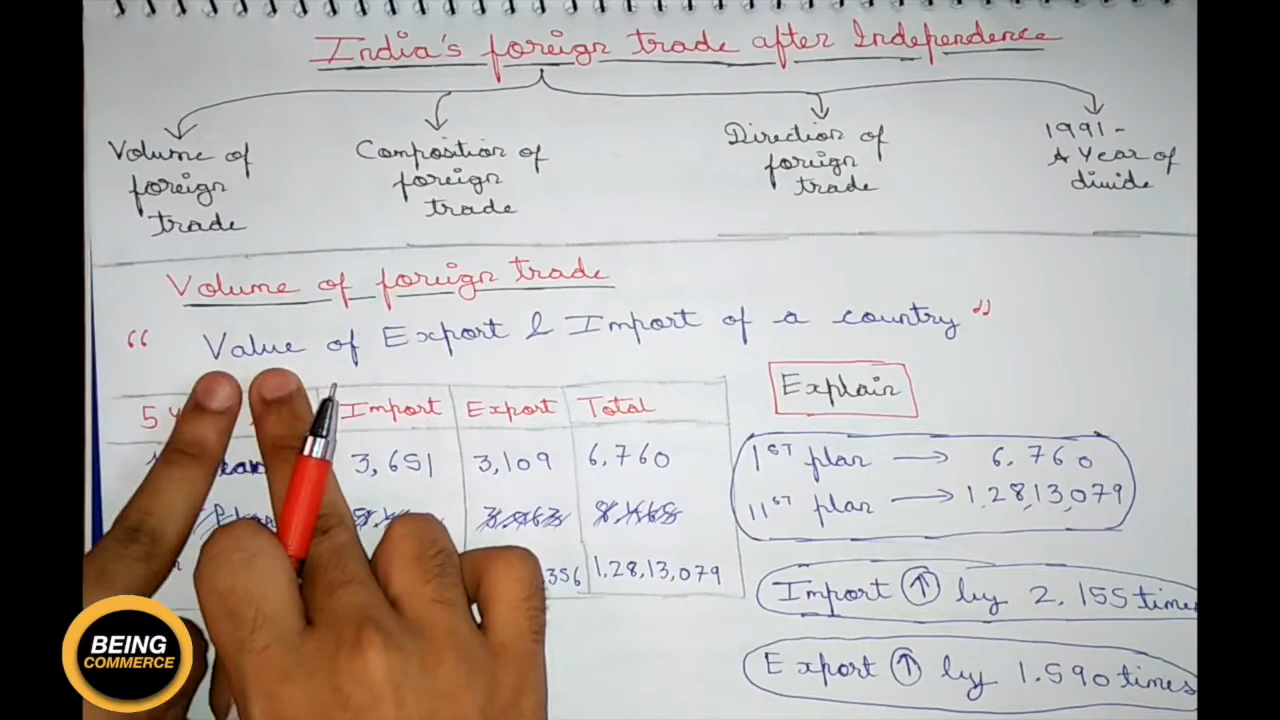 India's foreign trade after Independence
Volume of
foreign
trade
Composition of
foreign
trade
Direction of
foreign
trade
1991 -
A Year of
divide
Volume of foreign trade
" Value of Export & Import of a country "
5 Import Export Total
3,651 3,109 6,760
,356 1,28,13,079
Explain
1ST plan → 6,760
11ST plan → 1,28,13,079
Import ↑ by 2,155 times
Export ↑ by 1.590 times
BEING
COMMERCE